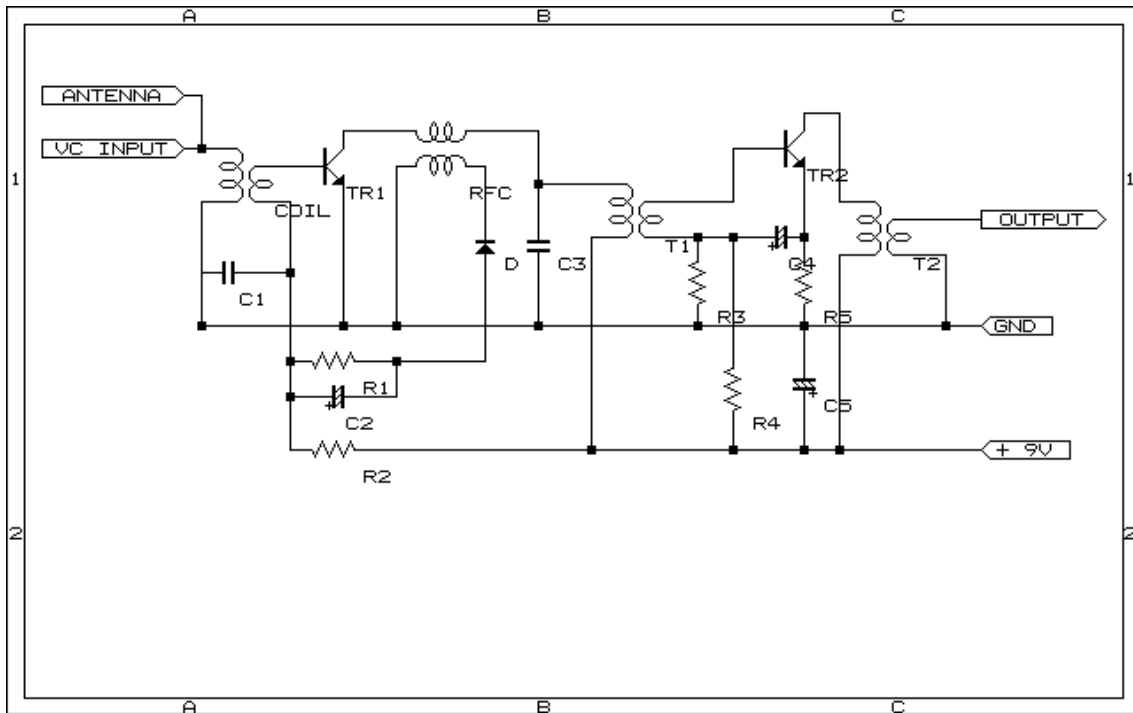 A B C
ANTENNA
VC INPUT
1 1
TR1 TR2
RFC
COIL
OUTPUT
T1 C4 T2
D C3
C1
R3 R5 GND
R1
C5
C2 R4
+
+
+
+ 9V
R2
2 2
A B C